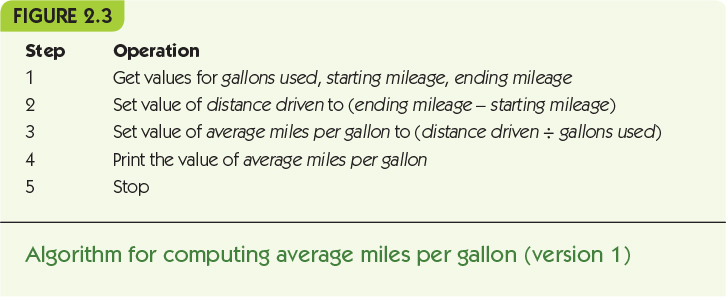 FIGURE 2.3
Step Operation
1 Get values for gallons used, starting mileage, ending mileage
2 Set value of distance driven to (ending mileage – starting mileage)
3 Set value of average miles per gallon to (distance driven ÷ gallons used)
4 Print the value of average miles per gallon
5 Stop
Algorithm for computing average miles per gallon (version 1)